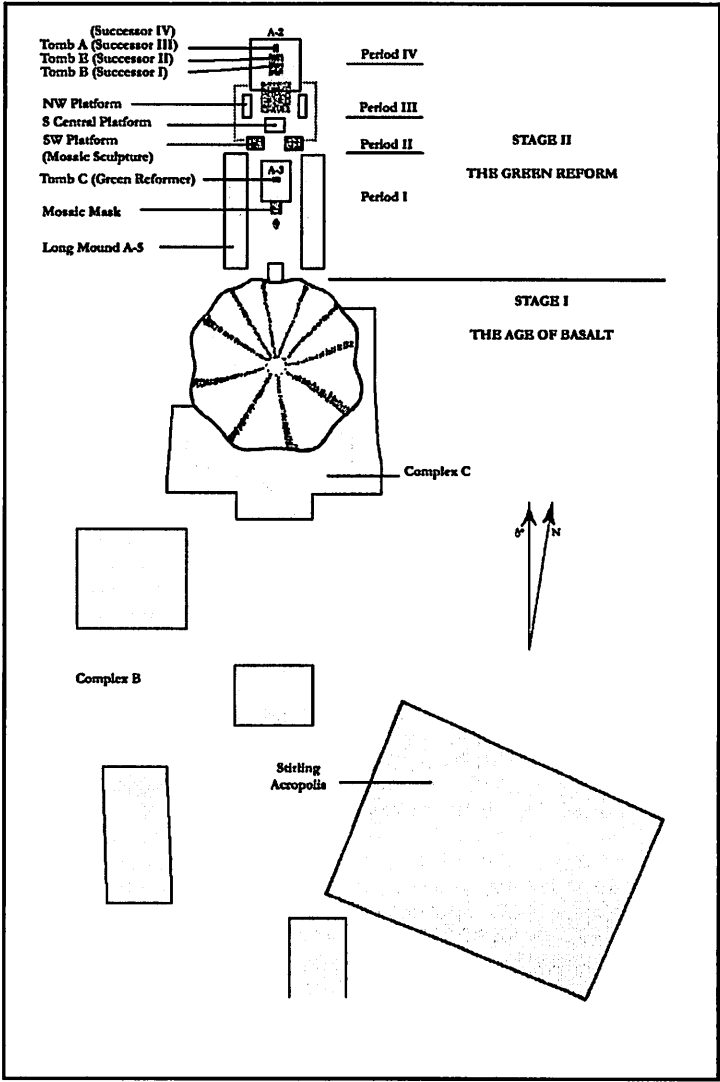 (Successor IV)
A-2
Tomb A (Successor III)
Tomb E (Successor II)
Tomb B (Successor I)
Period IV
NW Platform
Period III
S Central Platform
SW Platform
(Mosaic Sculpture)
Period II
STAGE II
THE GREEN REFORM
A-3
Tomb C (Green Reformer)
Period I
Mosaic Mask
Long Mound A-5
STAGE I
THE AGE OF BASALT
Complex C
N
Complex B
Stirling
Acropolis